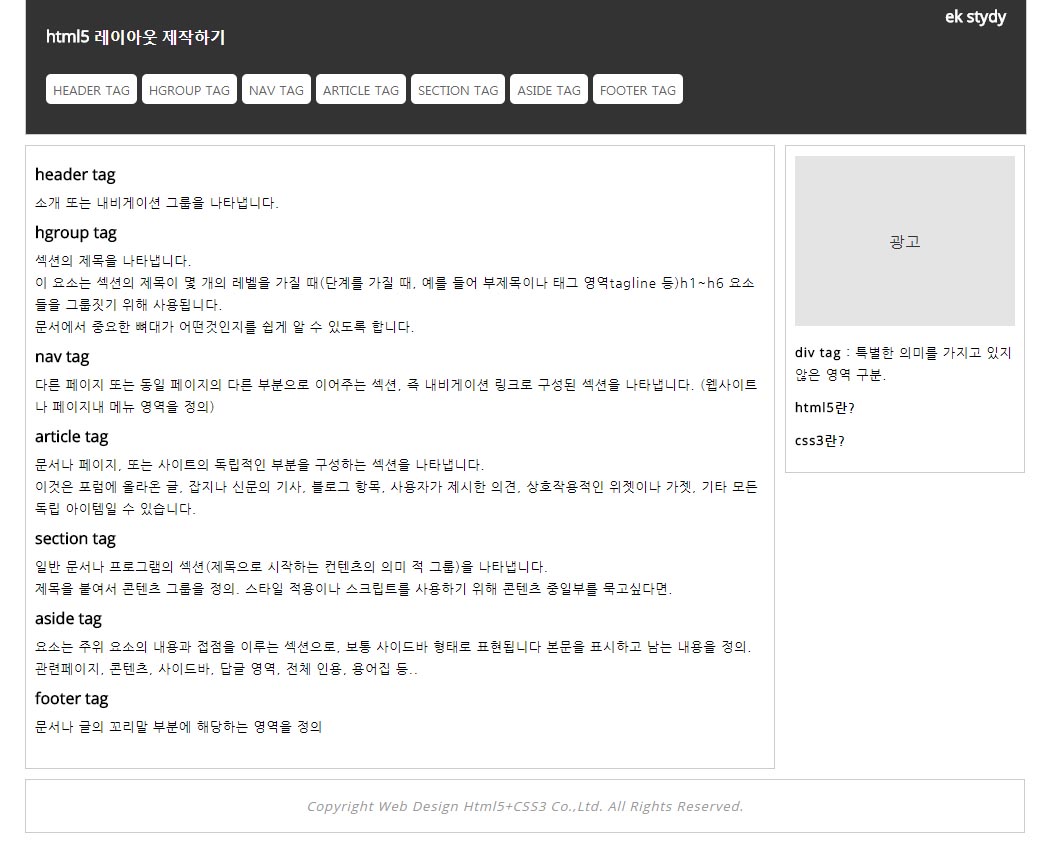 ek stydy
html5 레이아웃 제작하기
HEADER TAG HGROUP TAG NAV TAG ARTICLE TAG SECTION TAG ASIDE TAG FOOTER TAG
header tag
소개 또는 내비게이션 그룹을 나타냅니다.
hgroup tag
섹션의 제목을 나타냅니다.
이 요소는 섹션의 제목이 몇 개의 레벨을 가질 때(단계를 가질 때, 예를 들어 부제목이나 태그 영역tagline 등)h1~h6 요소
들을 그룹짓기 위해 사용됩니다.
문서에서 중요한 뼈대가 어떤것인지를 쉽게 알 수 있도록 합니다.
nav tag
다른 페이지 또는 동일 페이지의 다른 부분으로 이어주는 섹션, 즉 내비게이션 링크로 구성된 섹션을 나타냅니다. (웹사이트
나 페이지내 메뉴 영역을 정의)
article tag
문서나 페이지, 또는 사이트의 독립적인 부분을 구성하는 섹션을 나타냅니다.
이것은 포럼에 올라온 글, 잡지나 신문의 기사, 블로그 항목, 사용자가 제시한 의견, 상호작용적인 위젯이나 가젯, 기타 모든
독립 아이템일 수 있습니다.
section tag
일반 문서나 프로그램의 섹션(제목으로 시작하는 컨텐츠의 의미 적 그룹)을 나타냅니다.
제목을 붙여서 콘텐츠 그룹을 정의. 스타일 적용이나 스크립트를 사용하기 위해 콘텐츠 중일부를 묵고싶다면.
aside tag
요소는 주위 요소의 내용과 접점을 이루는 섹션으로, 보통 사이드바 형태로 표현됩니다 본문을 표시하고 남는 내용을 정의.
관련페이지, 콘텐츠, 사이드바, 답글 영역, 전체 인용, 용어집 등..
footer tag
문서나 글의 꼬리말 부분에 해당하는 영역을 정의
광고
div tag : 특별한 의미를 가지고 있지
않은 영역 구분.
html5란?
css3란?
Copyright Web Design Html5+CSS3 Co.,Ltd. All Rights Reserved.